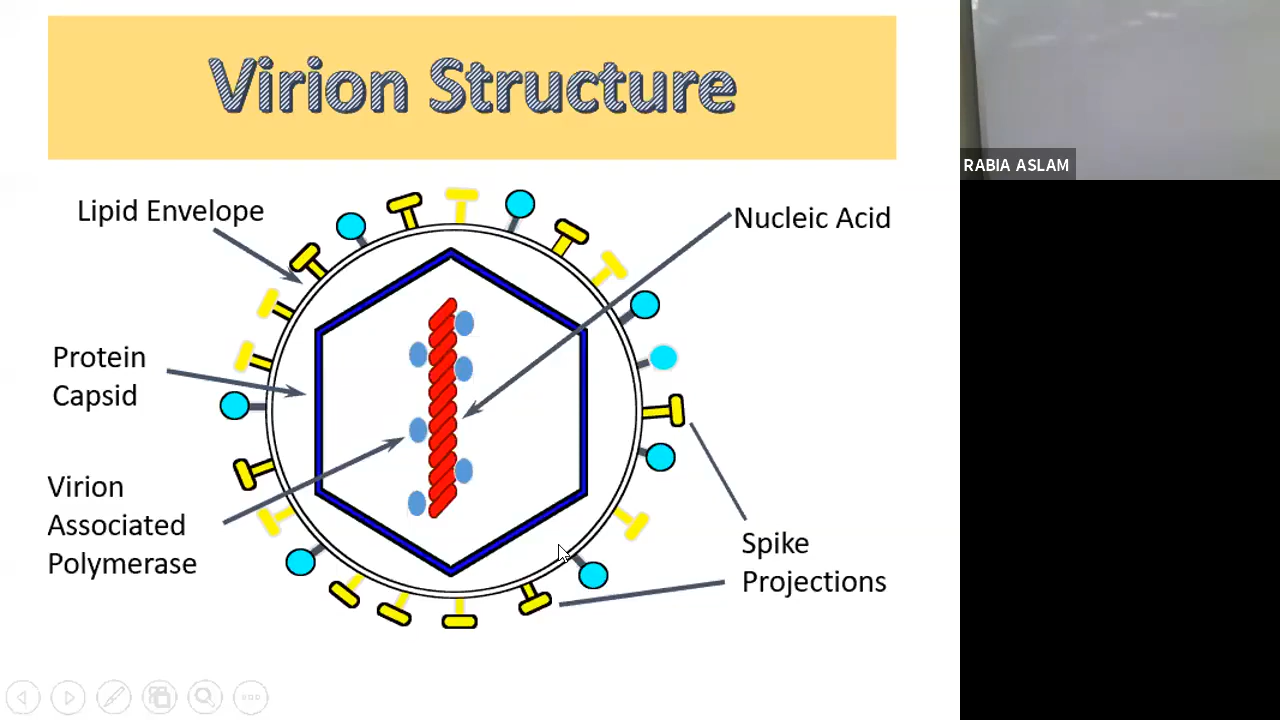 Virion Structure
RABIA ASLAM
Lipid Envelope
Nucleic Acid
Protein
Capsid
Virion
Associated
Polymerase
Spike
Projections